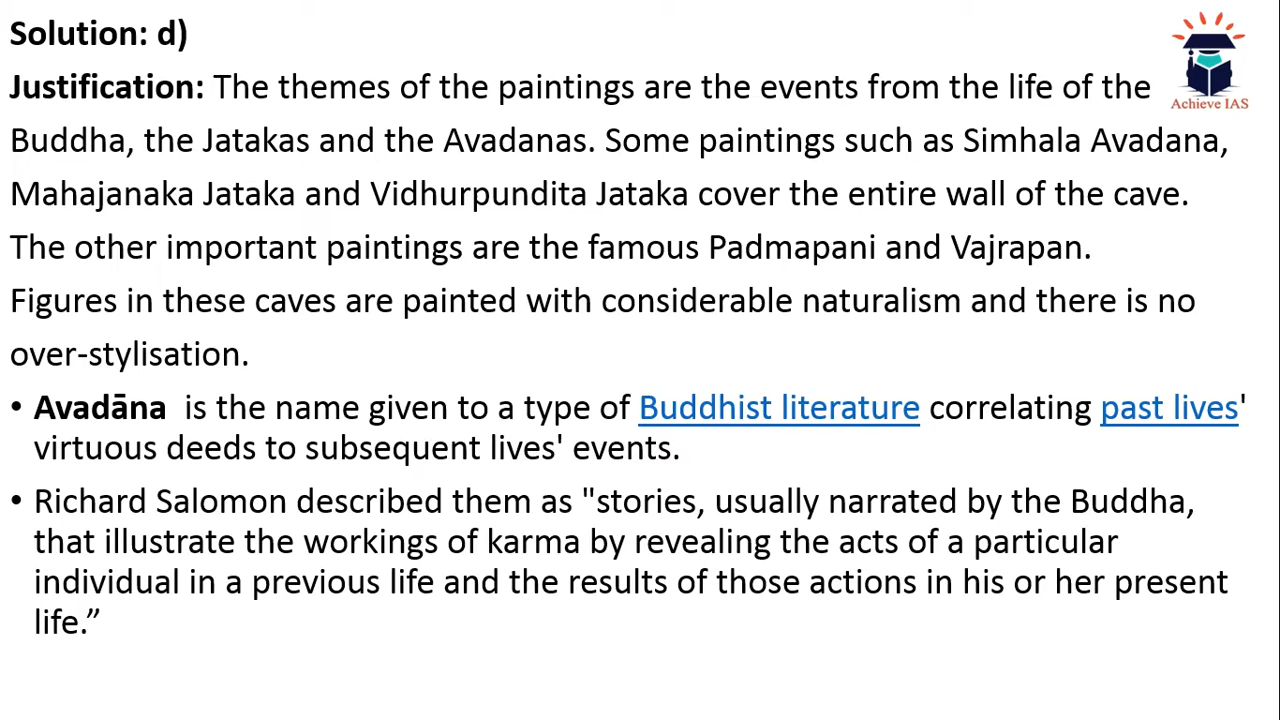 Solution: d)
Achieve IAS
Justification: The themes of the paintings are the events from the life of the
Buddha, the Jatakas and the Avadanas. Some paintings such as Simhala Avadana,
Mahajanaka Jataka and Vidhurpundita Jataka cover the entire wall of the cave.
The other important paintings are the famous Padmapani and Vajrapan.
Figures in these caves are painted with considerable naturalism and there is no
over-stylisation.
• Avadāna is the name given to a type of Buddhist literature correlating past lives'
virtuous deeds to subsequent lives' events.
• Richard Salomon described them as "stories, usually narrated by the Buddha,
that illustrate the workings of karma by revealing the acts of a particular
individual in a previous life and the results of those actions in his or her present
life.”